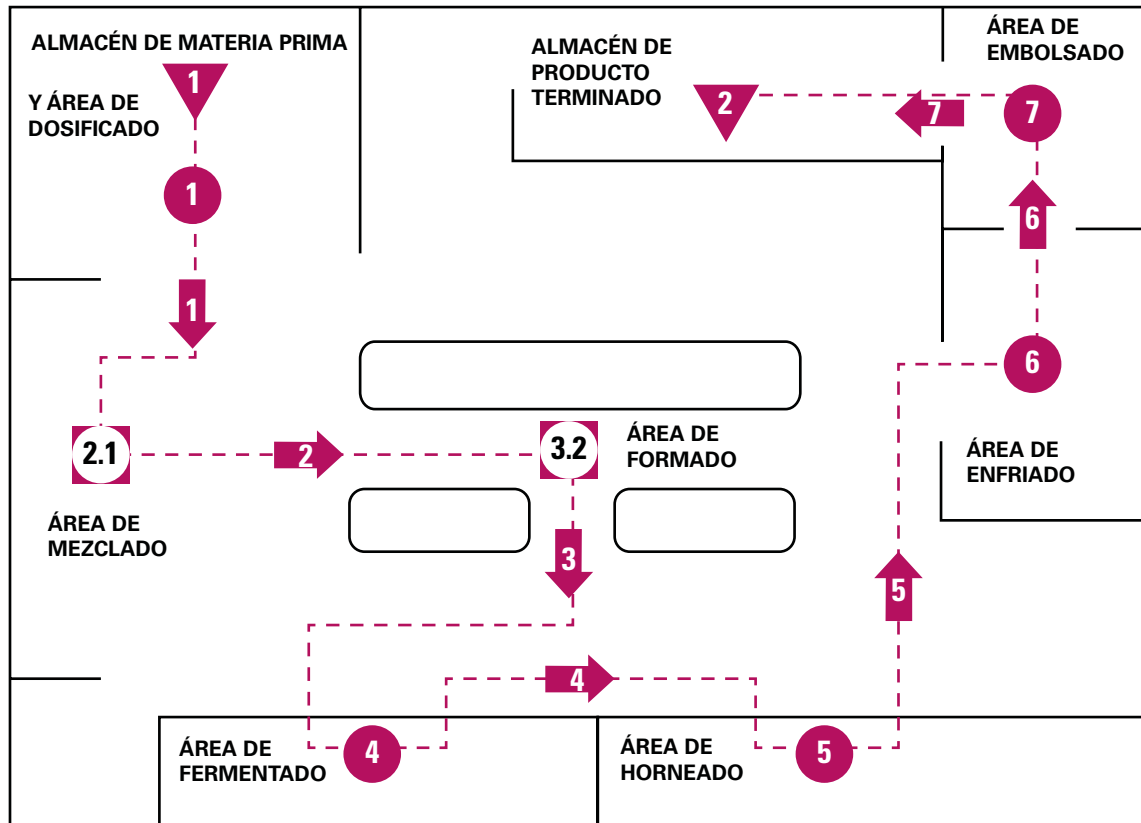 ALMACÉN DE MATERIA PRIMA
1
Y ÁREA DE
DOSIFICADO
1
1
2.1
ÁREA DE
MEZCLADO
2
3.2
ÁREA DE
FORMADO
3
ÁREA DE
FERMENTADO
4
4
ÁREA DE
HORNEADO
5
5
ÁREA DE
ENFRIADO
6
6
ÁREA DE
EMBOLSADO
7
7
ALMACÉN DE
PRODUCTO
TERMINADO
2